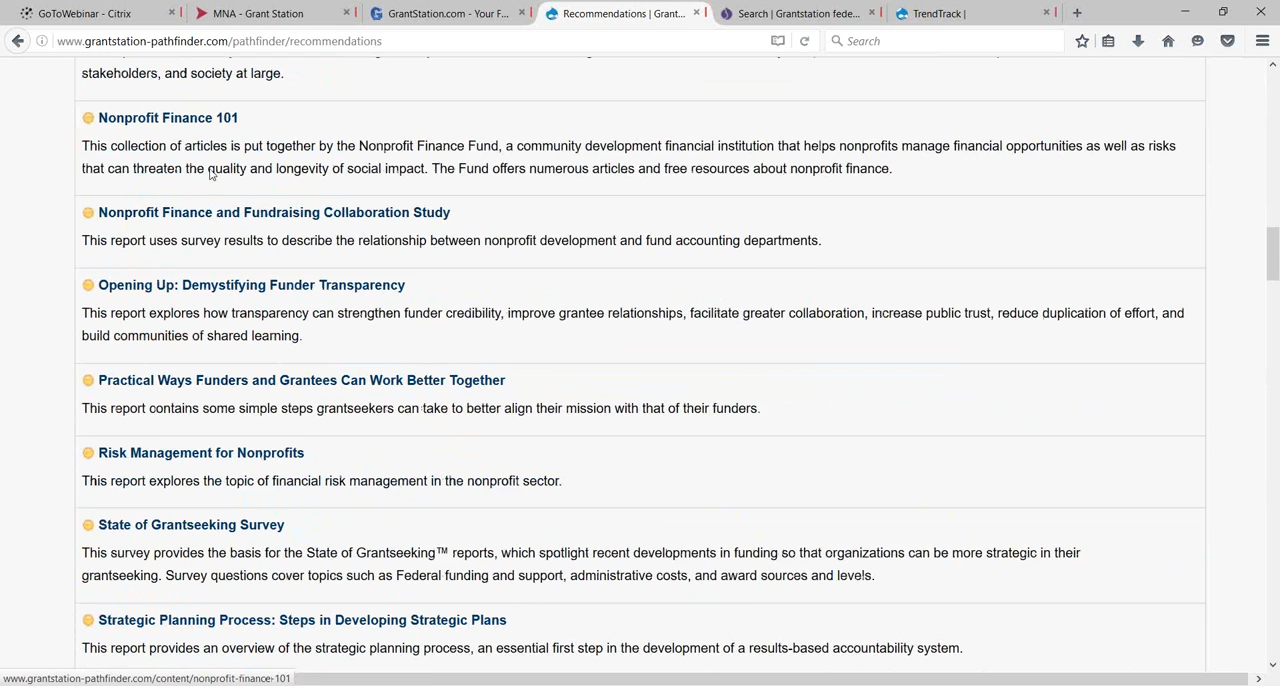 GoToWebinar - Citrix
MNA - Grant Station
GrantStation.com - Your F...
Recommendations | Grant...
Search | Grantstation fede...
TrendTrack |
www.grantstation-pathfinder.com/pathfinder/recommendations
Search
stakeholders, and society at large.
Nonprofit Finance 101
This collection of articles is put together by the Nonprofit Finance Fund, a community development financial institution that helps nonprofits manage financial opportunities as well as risks
that can threaten the quality and longevity of social impact. The Fund offers numerous articles and free resources about nonprofit finance.
Nonprofit Finance and Fundraising Collaboration Study
This report uses survey results to describe the relationship between nonprofit development and fund accounting departments.
Opening Up: Demystifying Funder Transparency
This report explores how transparency can strengthen funder credibility, improve grantee relationships, facilitate greater collaboration, increase public trust, reduce duplication of effort, and
build communities of shared learning.
Practical Ways Funders and Grantees Can Work Better Together
This report contains some simple steps grantseekers can take to better align their mission with that of their funders.
Risk Management for Nonprofits
This report explores the topic of financial risk management in the nonprofit sector.
State of Grantseeking Survey
This survey provides the basis for the State of Grantseeking™ reports, which spotlight recent developments in funding so that organizations can be more strategic in their
grantseeking. Survey questions cover topics such as Federal funding and support, administrative costs, and award sources and levels.
Strategic Planning Process: Steps in Developing Strategic Plans
This report provides an overview of the strategic planning process, an essential first step in the development of a results-based accountability system.
www.grantstation-pathfinder.com/content/nonprofit-finance-101